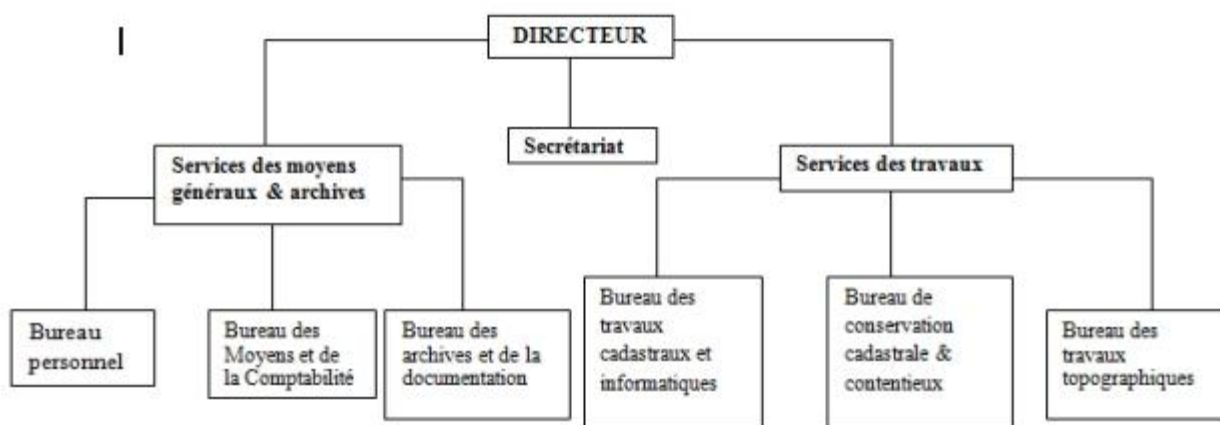 DIRECTEUR
Secrétariat
Services des moyens
généraux & archives
Services des travaux
Bureau
personnel
Bureau des
Moyens et de
la Comptabilité
Bureau des
archives et de la
documentation
Bureau des
travaux
cadastraux et
informatiques
Bureau de
conservation
cadastrale &
contentieux
Bureau des
travaux
topographiques